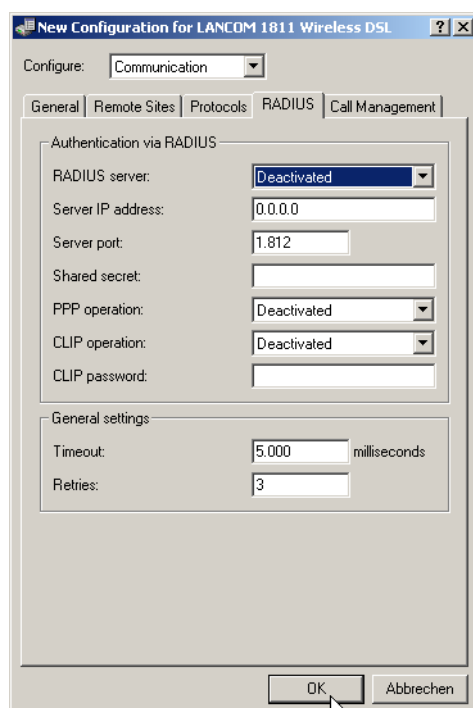 New Configuration for LANCOM 1811 Wireless DSL
Configure: Communication
General Remote Sites Protocols RADIUS Call Management
Authentication via RADIUS
RADIUS server: Deactivated
Server IP address: 0.0.0.0
Server port: 1.812
Shared secret:
PPP operation: Deactivated
CLIP operation: Deactivated
CLIP password:
General settings
Timeout: 5.000 milliseconds
Retries: 3
OK Abbrechen